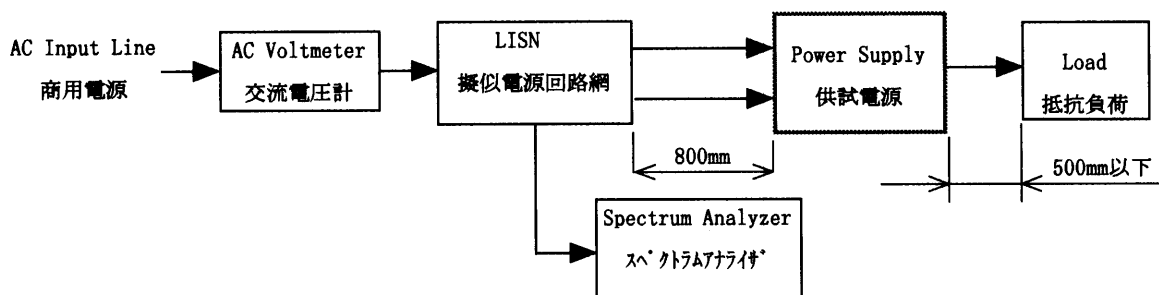 AC Input Line
商用電源
AC Voltmeter
交流電圧計
LISN
擬似電源回路網
Power Supply
供試電源
Load
抵抗負荷
800mm
500mm以下
Spectrum Analyzer
スペクトラムアナライザ